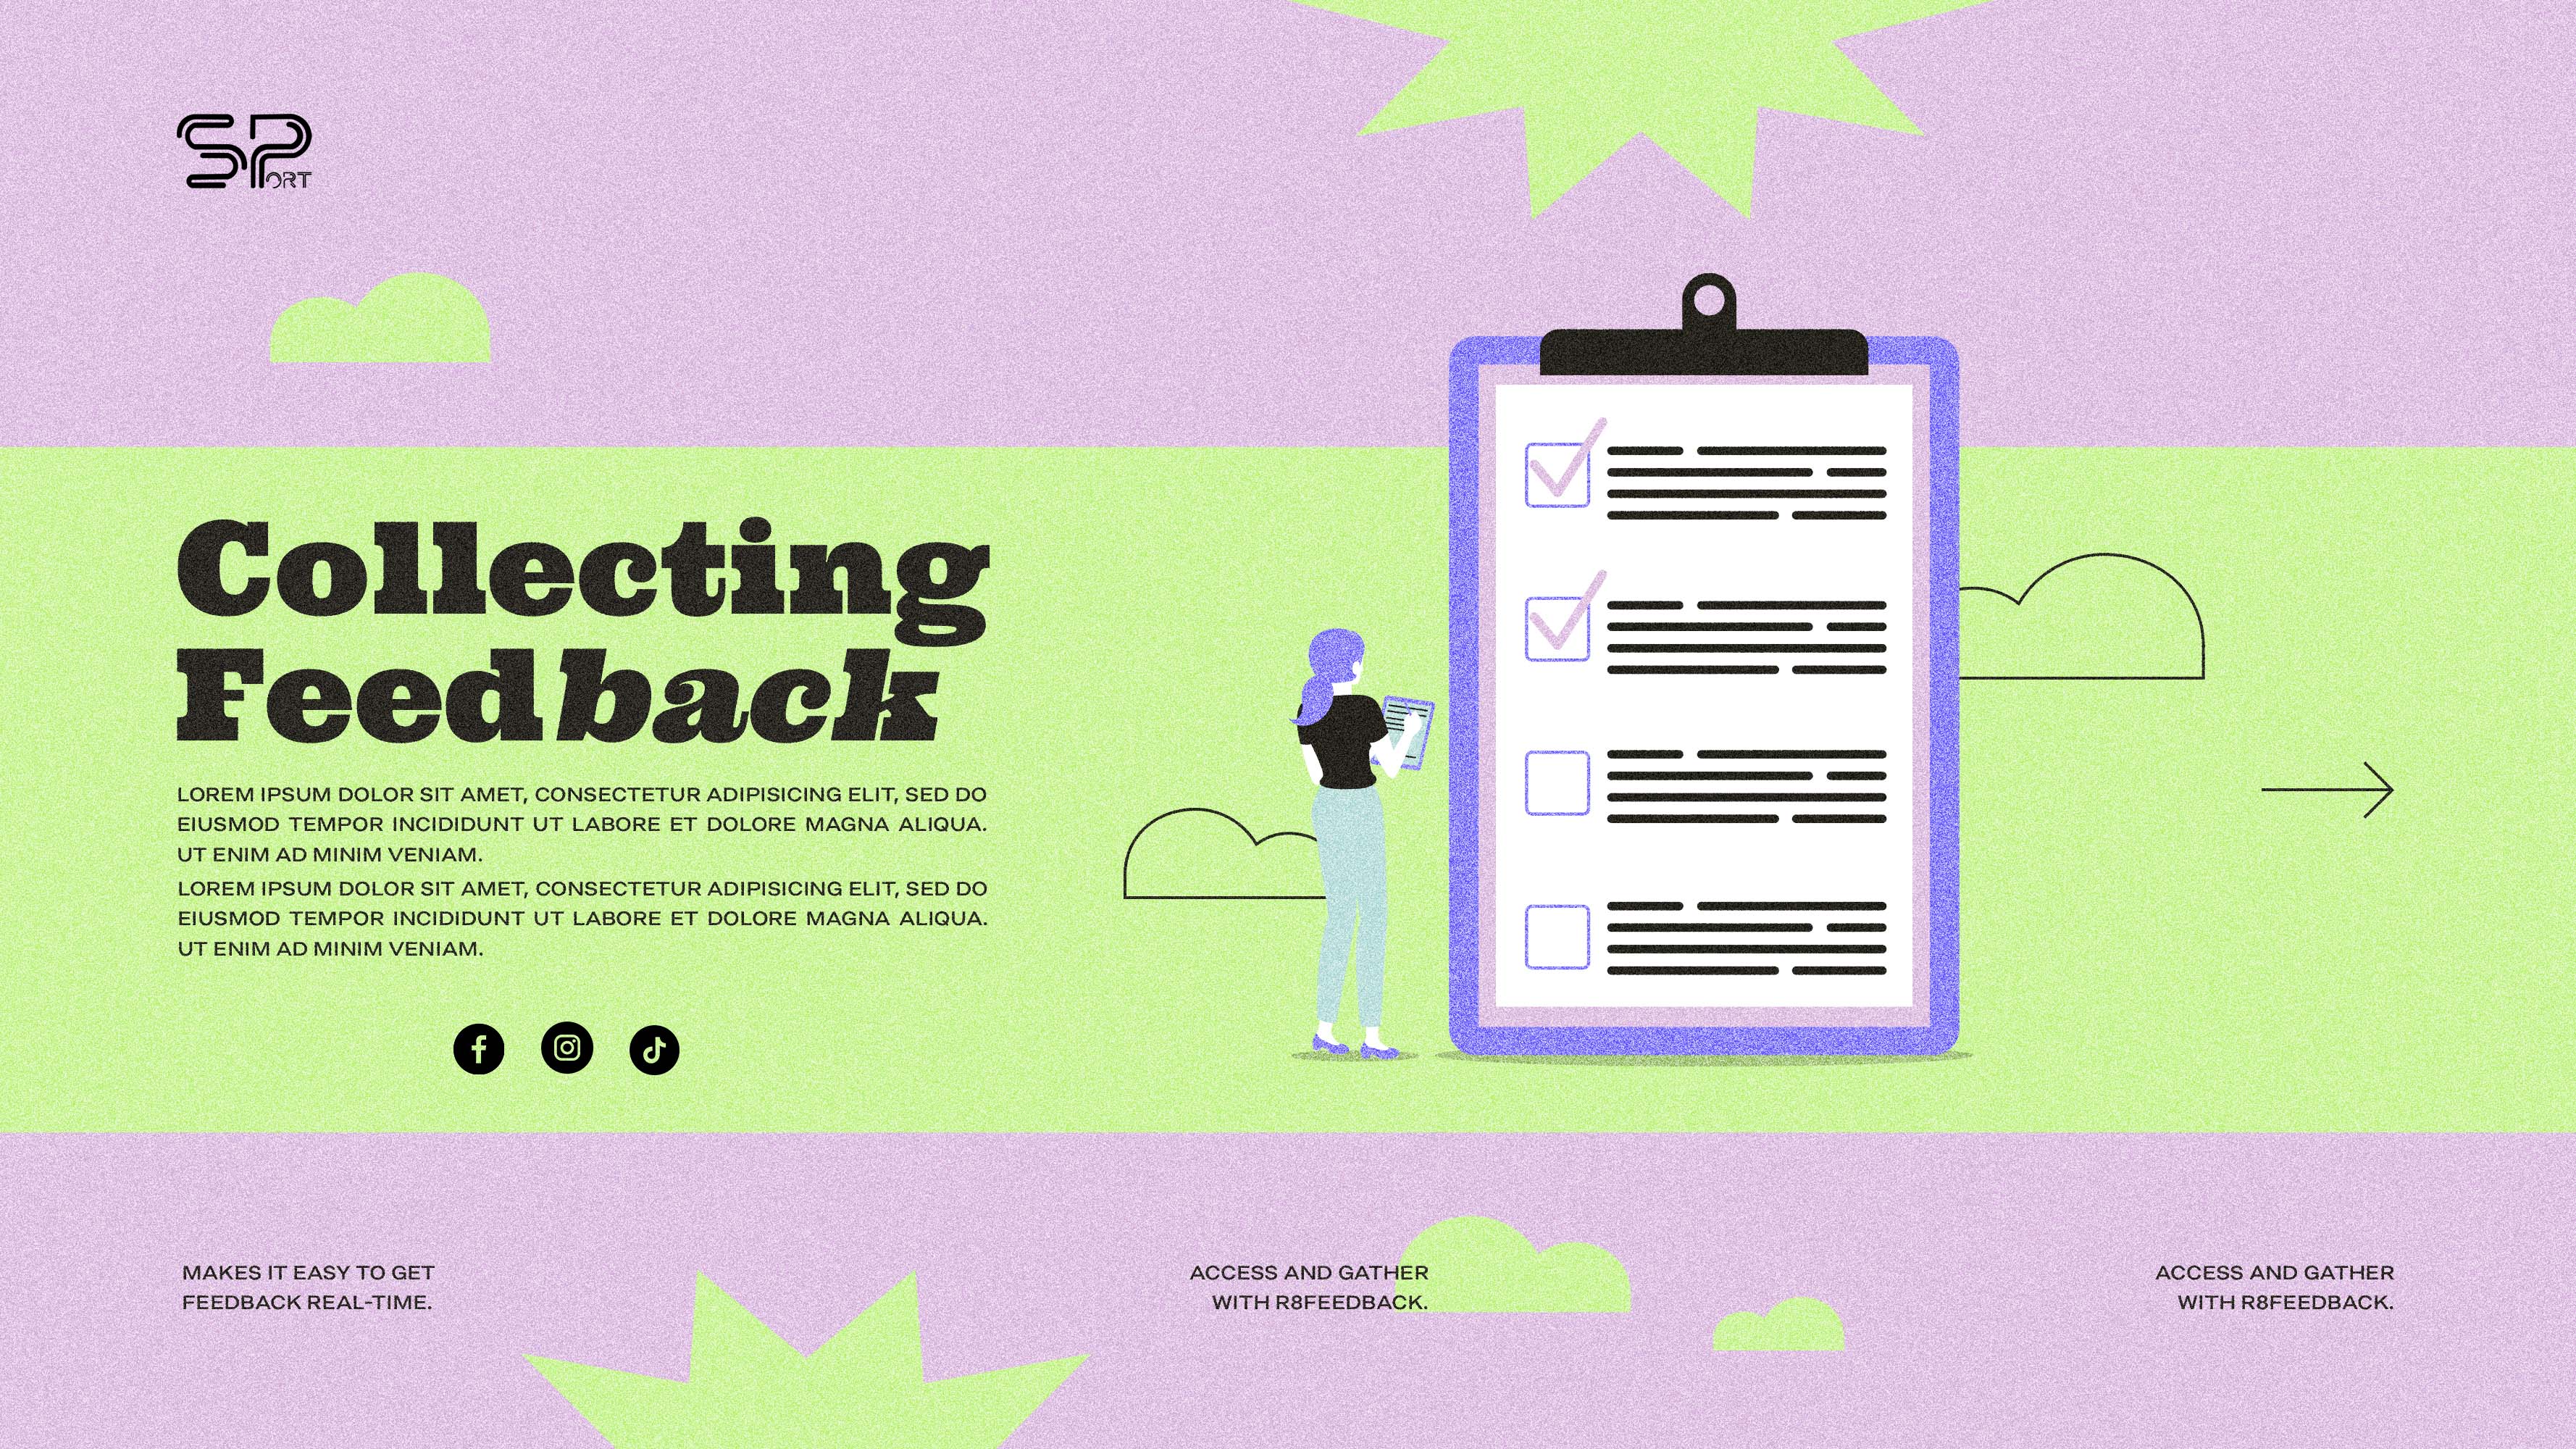 SPORT
Collecting
Feedback
LOREM IPSUM DOLOR SIT AMET, CONSECTETUR ADIPISICING ELIT, SED DO
EIUSMOD TEMPOR INCIDIDUNT UT LABORE ET DOLORE MAGNA ALIQUA.
UT ENIM AD MINIM VENIAM.
LOREM IPSUM DOLOR SIT AMET, CONSECTETUR ADIPISICING ELIT, SED DO
EIUSMOD TEMPOR INCIDIDUNT UT LABORE ET DOLORE MAGNA ALIQUA.
UT ENIM AD MINIM VENIAM.
MAKES IT EASY TO GET
FEEDBACK REAL-TIME.
ACCESS AND GATHER
WITH R8FEEDBACK.
ACCESS AND GATHER
WITH R8FEEDBACK.